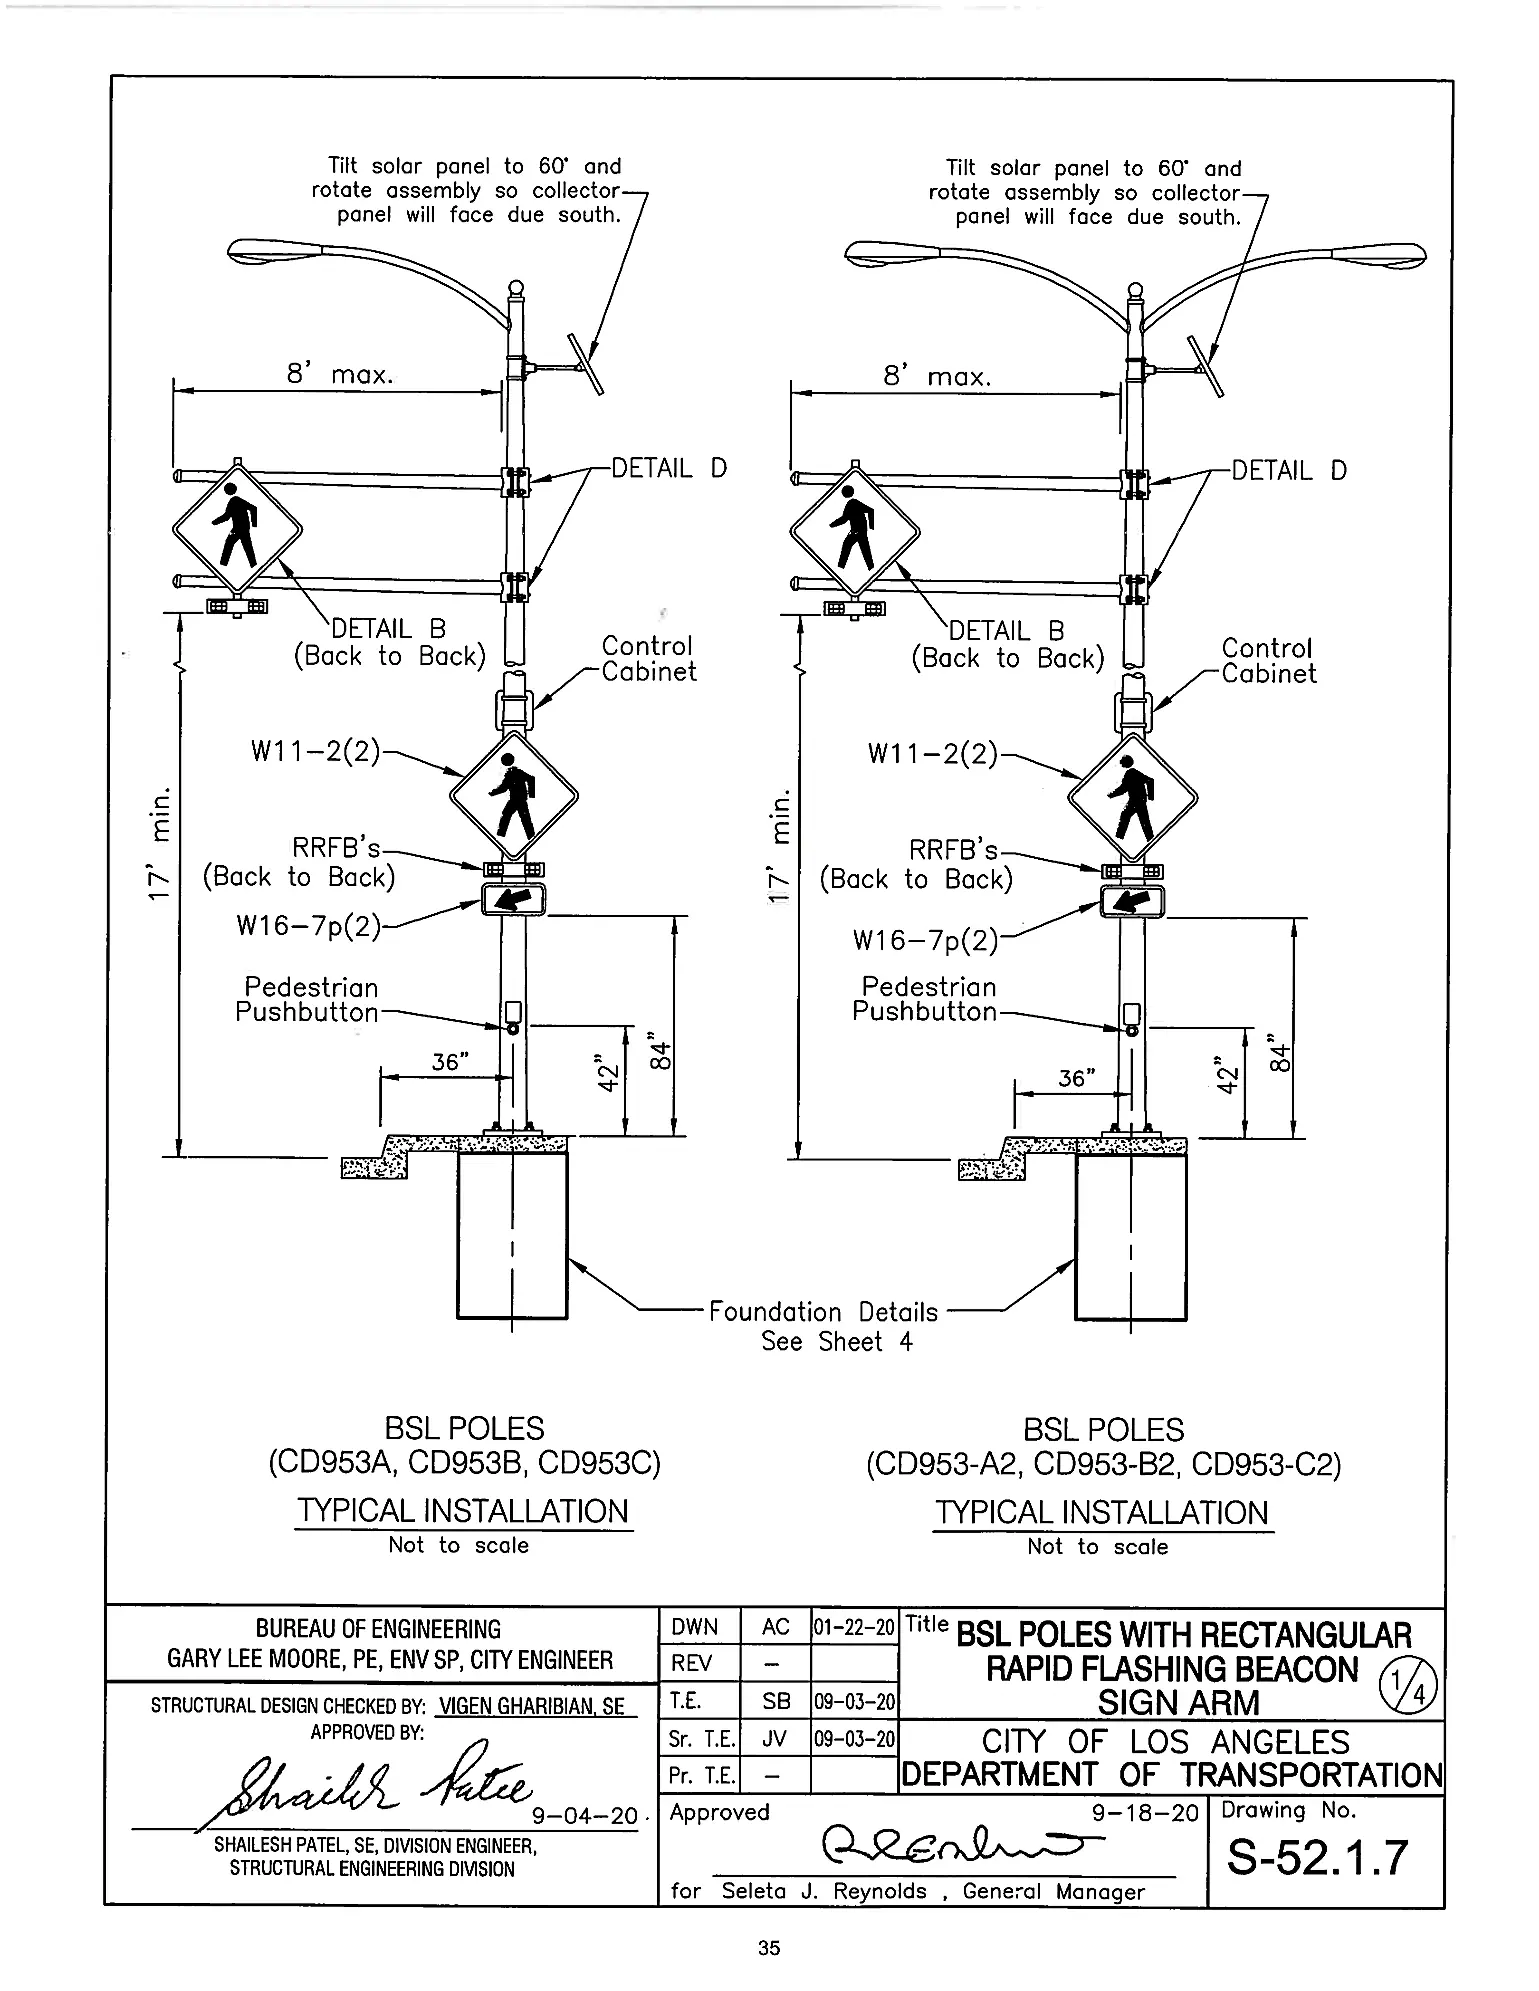 Tilt solar panel to 60° and
rotate assembly so collector
panel will face due south.
8' max.
DETAIL D
DETAIL B
(Back to Back)
Control
Cabinet
W11-2(2)
17' min.
RRFB's
(Back to Back)
W16-7p(2)
Pedestrian
Pushbutton
36"
42"
84"
Tilt solar panel to 60° and
rotate assembly so collector
panel will face due south.
8' max.
DETAIL D
DETAIL B
(Back to Back)
Control
Cabinet
W11-2(2)
17' min.
RRFB's
(Back to Back)
W16-7p(2)
Pedestrian
Pushbutton
36"
42"
84"
Foundation Details
See Sheet 4
BSL POLES
(CD953A, CD953B, CD953C)
TYPICAL INSTALLATION
Not to scale
BSL POLES
(CD953-A2, CD953-B2, CD953-C2)
TYPICAL INSTALLATION
Not to scale
BUREAU OF ENGINEERING
GARY LEE MOORE, PE, ENV SP, CITY ENGINEER
STRUCTURAL DESIGN CHECKED BY: VIGEN GHARIBIAN, SE
APPROVED BY:
Shailesh Patel
9-04-20
SHAILESH PATEL, SE, DIVISION ENGINEER,
STRUCTURAL ENGINEERING DIVISION
DWN AC 01-22-20
REV –
T.E. SB 09-03-20
Sr. T.E. JV 09-03-20
Pr. T.E. –
Title BSL POLES WITH RECTANGULAR
RAPID FLASHING BEACON
SIGN ARM
1/4
CITY OF LOS ANGELES
DEPARTMENT OF TRANSPORTATION
Approved 9-18-20
for Seleta J. Reynolds , General Manager
Drawing No.
S-52.1.7
35